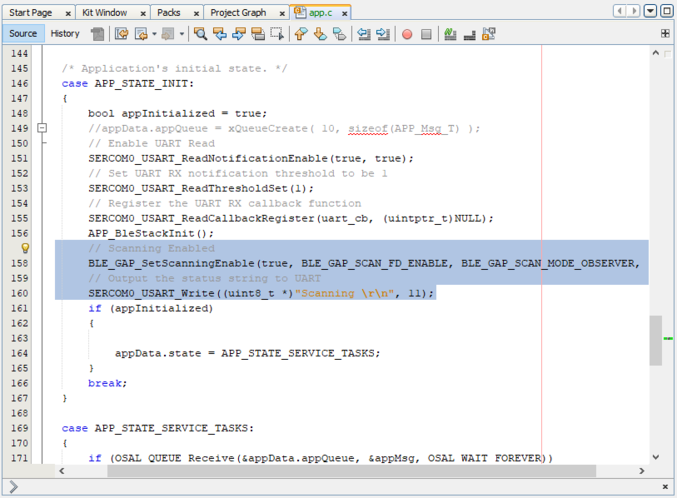 Start Page
Kit Window
Packs
Project Graph
app.c
Source
History
144
145 /* Application's initial state. */
146 case APP_STATE_INIT:
147 {
148 bool appInitialized = true;
149 //appData.appQueue = xQueueCreate( 10, sizeof(APP_Msg_T) );
150 // Enable UART Read
151 SERCOM0_USART_ReadNotificationEnable(true, true);
152 // Set UART RX notification threshold to be 1
153 SERCOM0_USART_ReadThresholdSet(1);
154 // Register the UART RX callback function
155 SERCOM0_USART_ReadCallbackRegister(uart_cb, (uintptr_t)NULL);
156 APP_BleStackInit();
// Scanning Enabled
158 BLE_GAP_SetScanningEnable(true, BLE_GAP_SCAN_FD_ENABLE, BLE_GAP_SCAN_MODE_OBSERVER,
159 // Output the status string to UART
160 SERCOM0_USART_Write((uint8_t *)"Scanning \r\n", 11);
161 if (appInitialized)
162 {
163
164 appData.state = APP_STATE_SERVICE_TASKS;
165 }
166 break;
167 }
168
169 case APP_STATE_SERVICE_TASKS:
170 {
171 if (OSAL_QUEUE_Receive(&appData.appQueue, &appMsg, OSAL_WAIT_FOREVER))